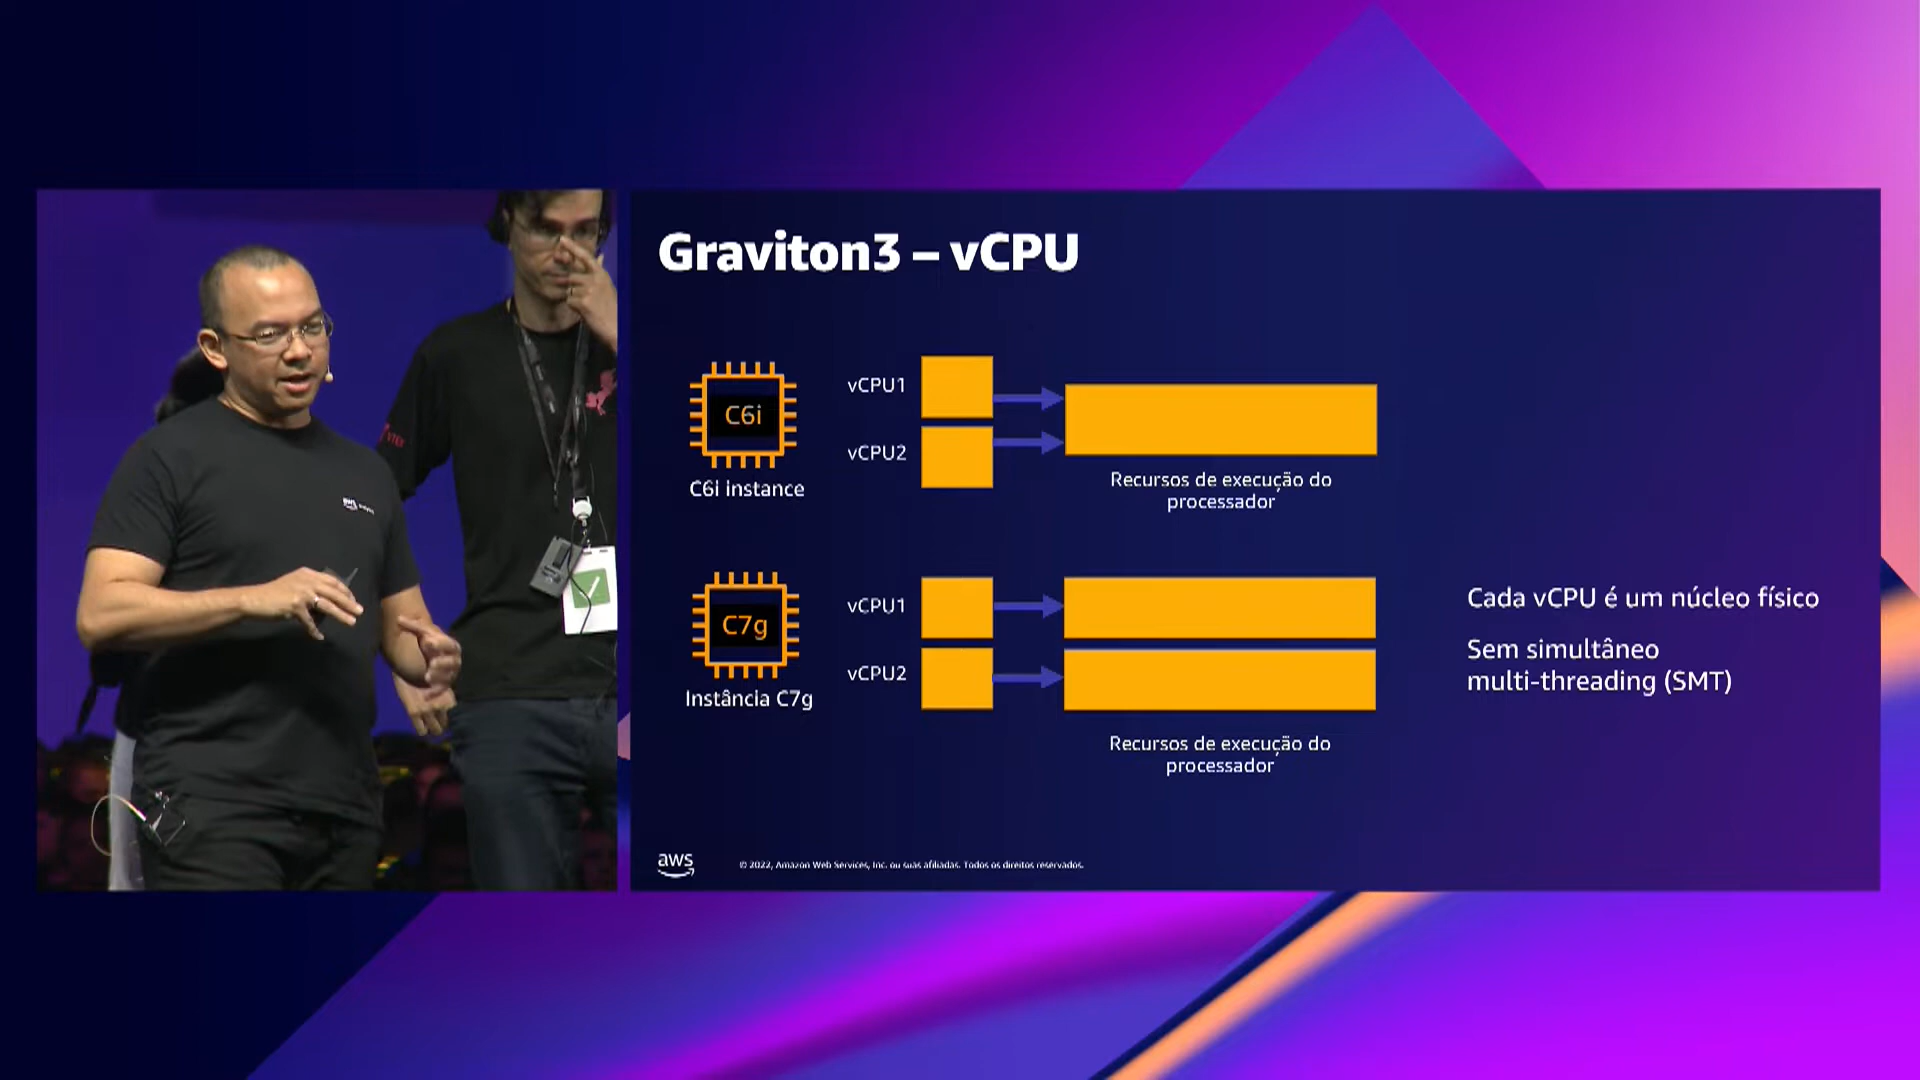 Graviton3 – vCPU
C6i
C6i instance
vCPU1
vCPU2
Recursos de execução do
processador
C7g
Instância C7g
vCPU1
vCPU2
Recursos de execução do
processador
Cada vCPU é um núcleo físico
Sem simultâneo
multi-threading (SMT)
aws
© 2022, Amazon Web Services, Inc. ou suas afiliadas. Todos os direitos reservados.
aws